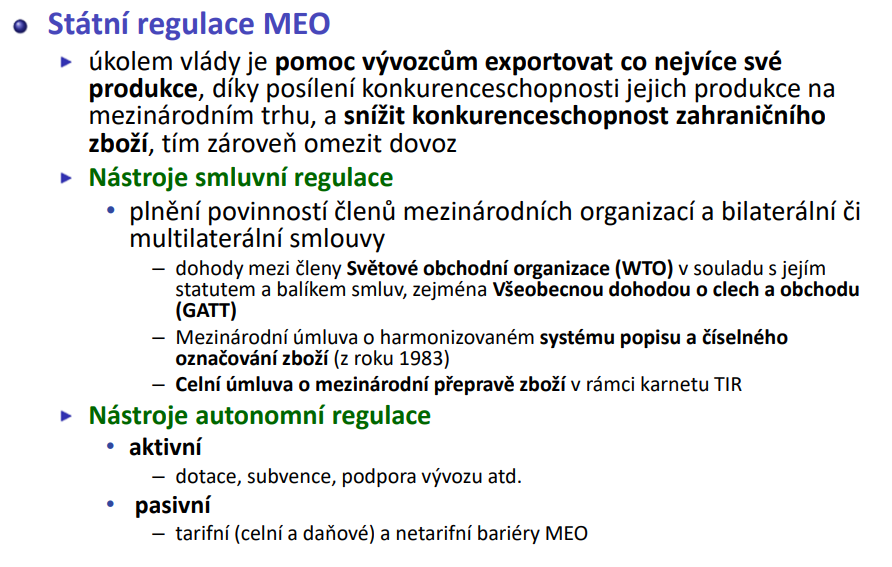 Státní regulace MEO
úkolem vlády je pomoc vývozcům exportovat co nejvíce své
produkce, díky posílení konkurenceschopnosti jejich produkce na
mezinárodním trhu, a snížit konkurenceschopnost zahraničního
zboží, tím zároveň omezit dovoz
Nástroje smluvní regulace
• plnění povinností členů mezinárodních organizací a bilaterální či
multilaterální smlouvy
– dohody mezi členy Světové obchodní organizace (WTO) v souladu s jejím
statutem a balíkem smluv, zejména Všeobecnou dohodou o clech a obchodu
(GATT)
– Mezinárodní úmluva o harmonizovaném systému popisu a číselného
označování zboží (z roku 1983)
– Celní úmluva o mezinárodní přepravě zboží v rámci karnetu TIR
Nástroje autonomní regulace
• aktivní
– dotace, subvence, podpora vývozu atd.
• pasivní
– tarifní (celní a daňové) a netarifní bariéry MEO